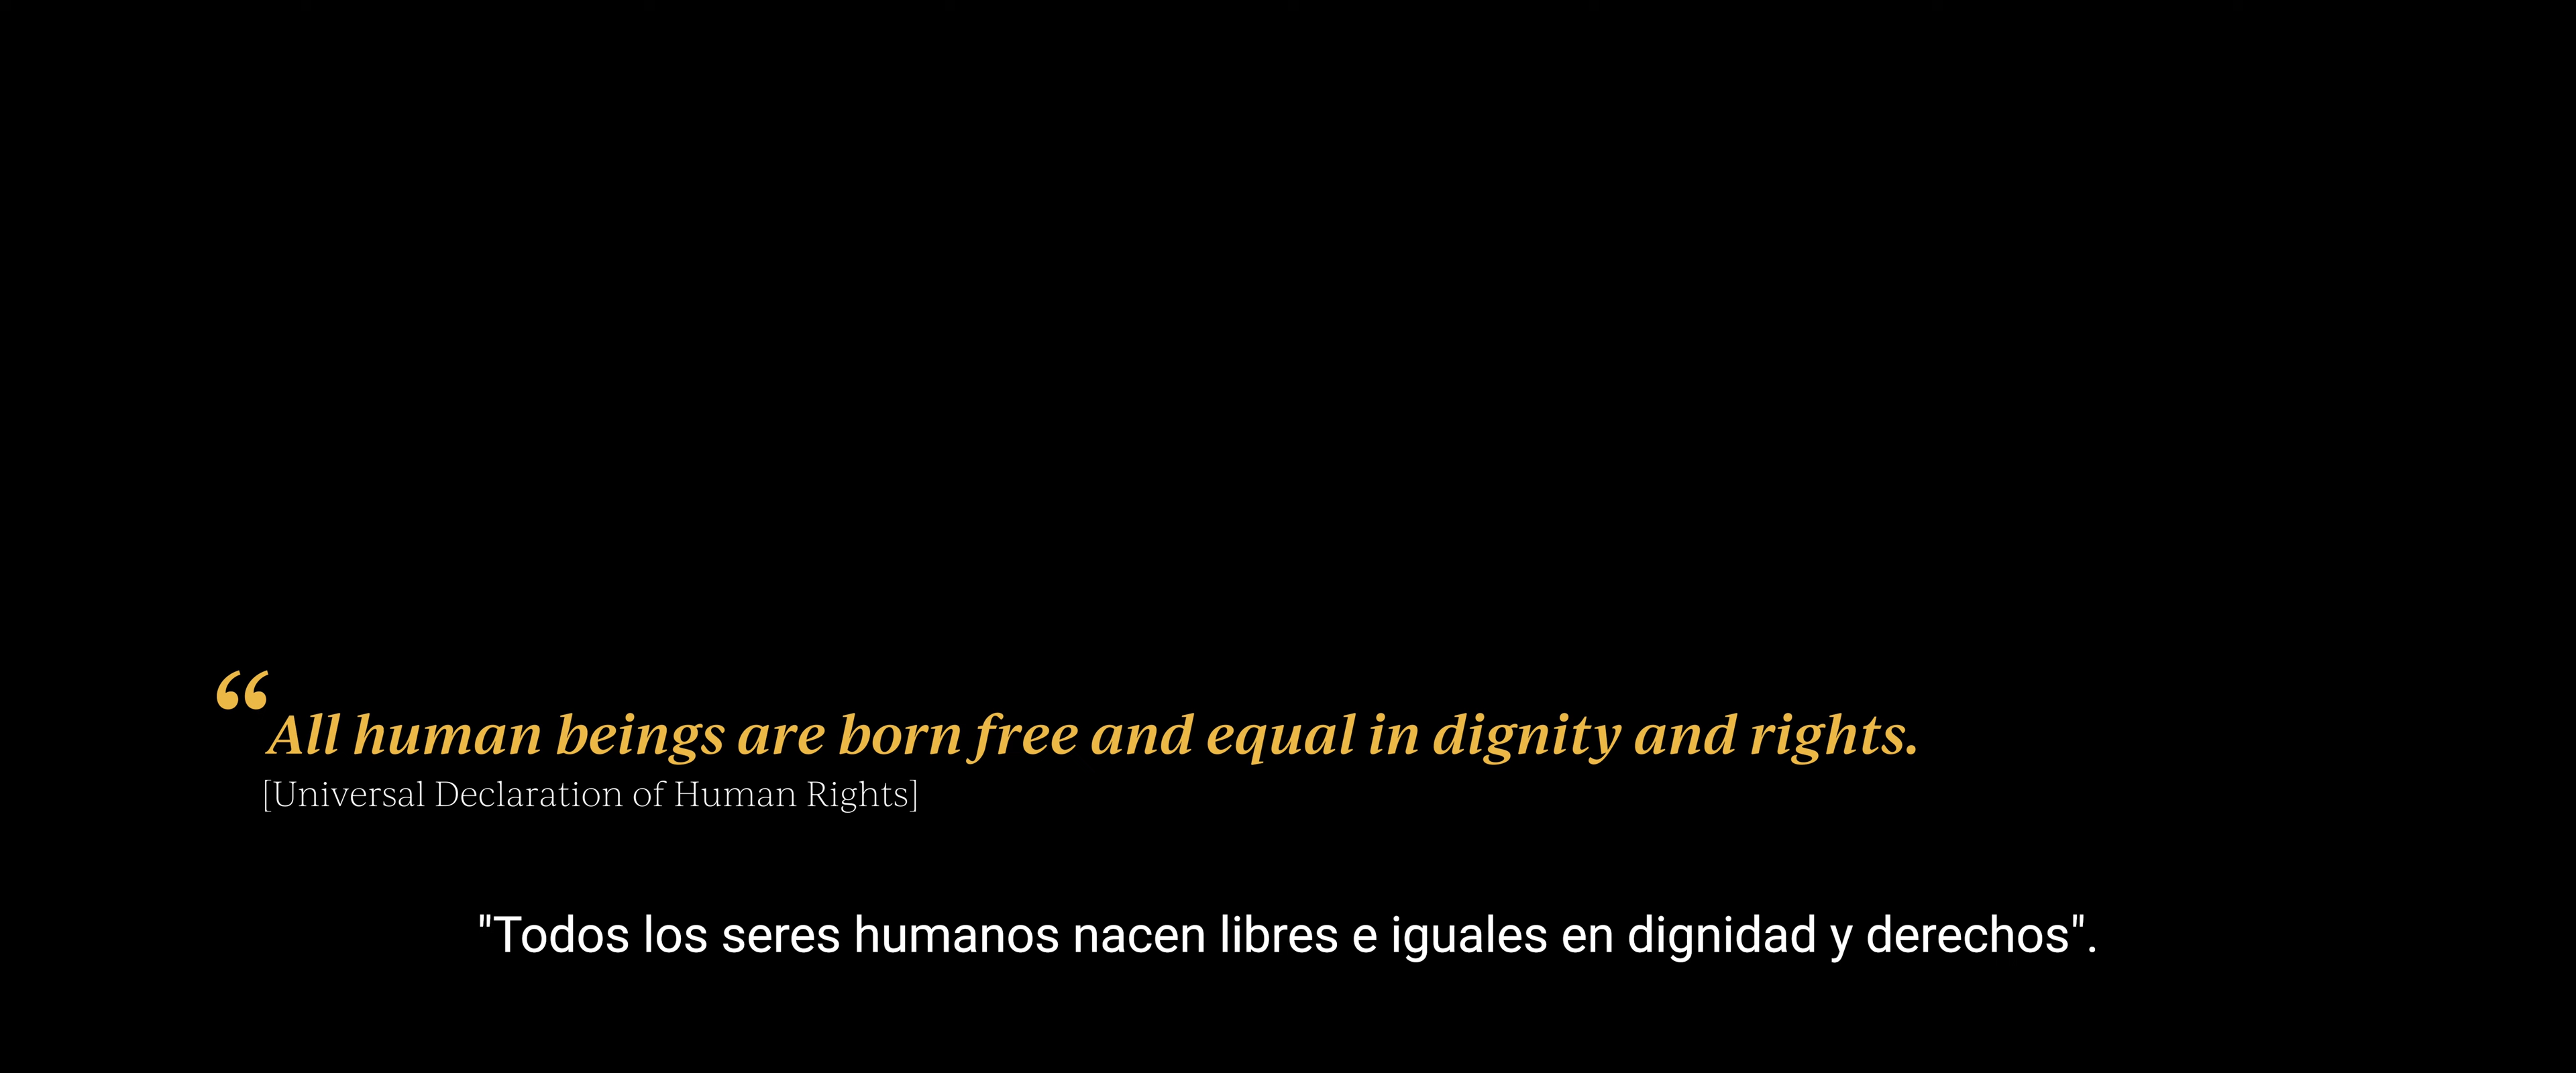 “All human beings are born free and equal in dignity and rights.
[Universal Declaration of Human Rights]
"Todos los seres humanos nacen libres e iguales en dignidad y derechos".